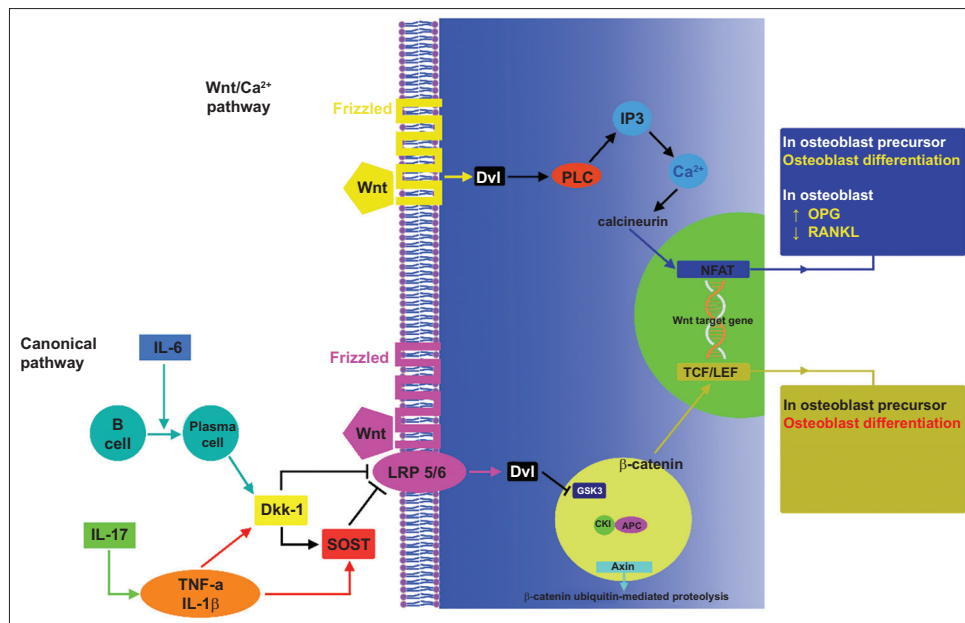 Wnt/Ca²⁺
pathway
Frizzled
Wnt
Dvl
PLC
IP3
Ca²⁺
calcineurin
NFAT
Wnt target gene
TCF/LEF
In osteoblast precursor
Osteoblast differentiation
In osteoblast
↑ OPG
↓ RANKL
Canonical
pathway
IL-6
B
cell
Plasma
cell
Frizzled
Wnt
LRP 5/6
Dvl
Dkk-1
SOST
IL-17
TNF-a
IL-1β
β-catenin
GSK3
CKI
APC
Axin
β-catenin ubiquitin-mediated proteolysis
In osteoblast precursor
Osteoblast differentiation